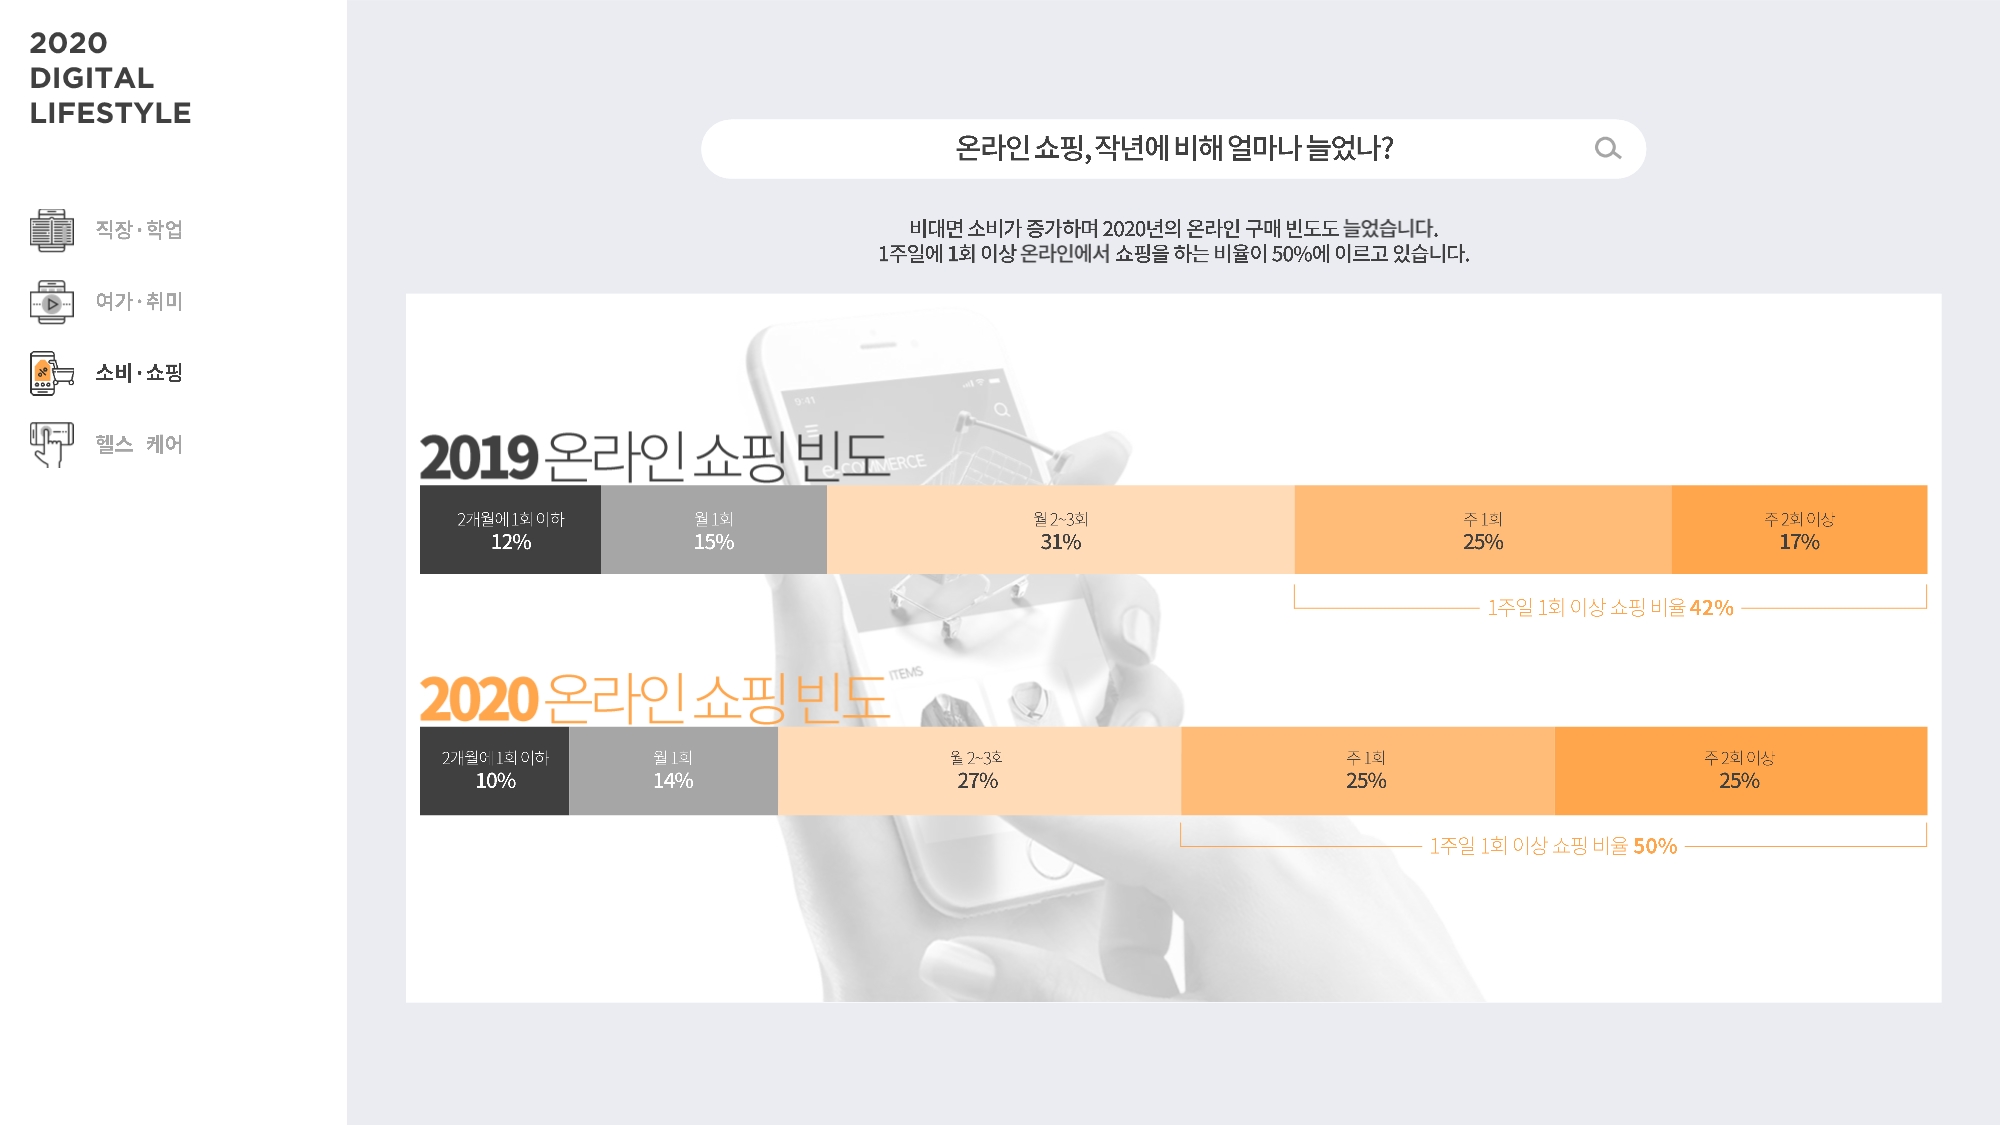 2020
DIGITAL
LIFESTYLE
직장·학업
여가·취미
소비·쇼핑
헬스 케어
온라인 쇼핑, 작년에 비해 얼마나 늘었나?
비대면 소비가 증가하며 2020년의 온라인 구매 빈도도 늘었습니다.
1주일에 1회 이상 온라인에서 쇼핑을 하는 비율이 50%에 이르고 있습니다.
9:41
e-COMMERCE
2019 온라인 쇼핑 빈도
2개월에 1회 이하
12%
월 1회
15%
월 2~3회
31%
주 1회
25%
주 2회 이상
17%
1주일 1회 이상 쇼핑 비율 42%
ITEMS
2020 온라인 쇼핑 빈도
2개월에 1회 이하
10%
월 1회
14%
월 2~3회
27%
주 1회
25%
주 2회 이상
25%
1주일 1회 이상 쇼핑 비율 50%